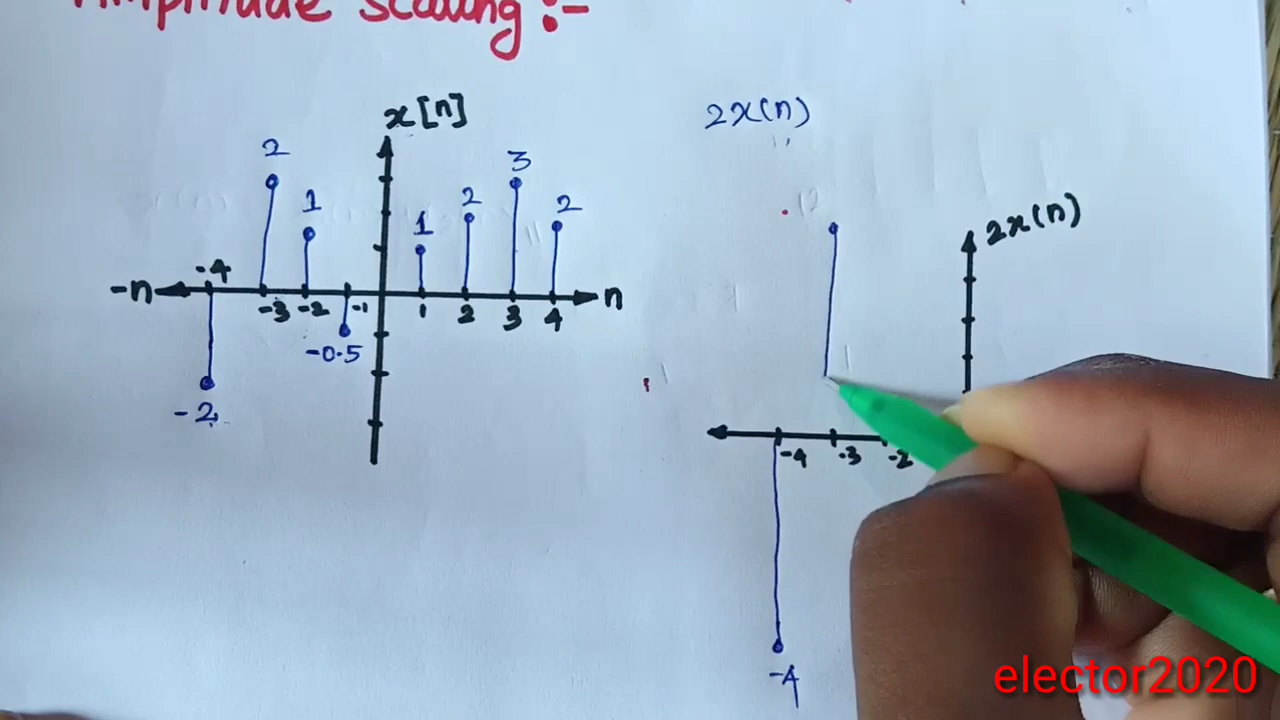 Amplitude scaling :-
x[n]
2x(n)
2 1 1 2 3 2
2x(n)
-4
-n n
-3 -2 -1 1 2 3 4
-0.5
-2
-4 -3 -2
-4
elector2020